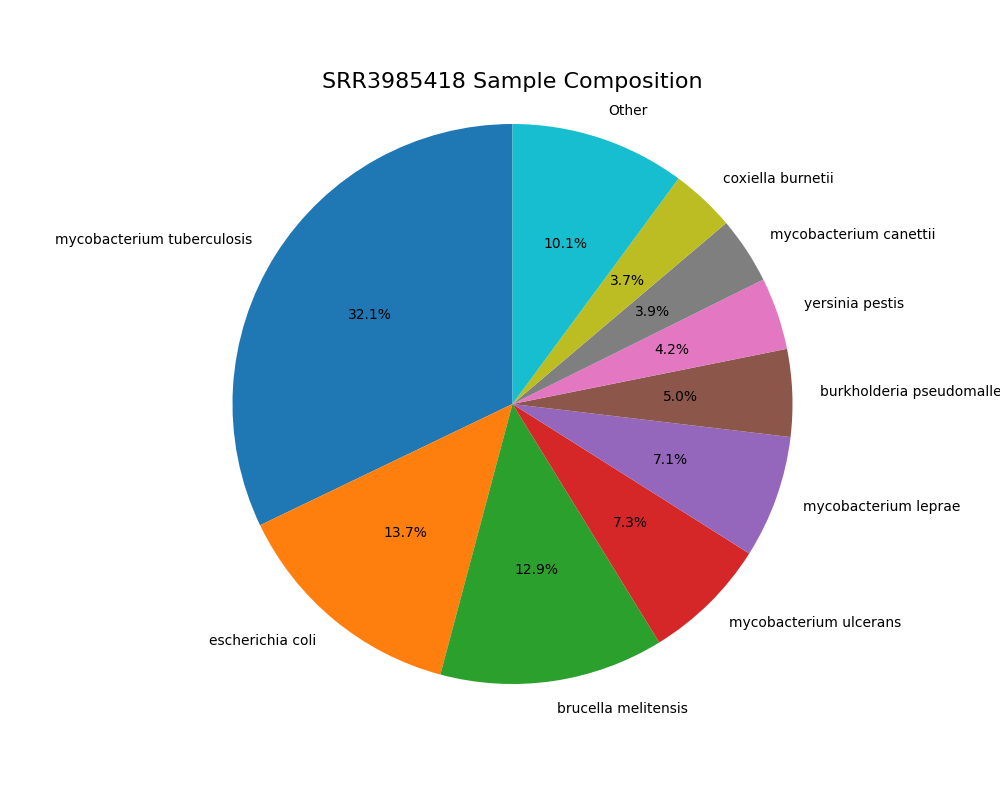 SRR3985418 Sample Composition
Other
coxiella burnetii
mycobacterium canettii
yersinia pestis
burkholderia pseudomalle
mycobacterium leprae
mycobacterium ulcerans
brucella melitensis
escherichia coli
mycobacterium tuberculosis
10.1%
3.7%
3.9%
4.2%
5.0%
7.1%
7.3%
12.9%
13.7%
32.1%